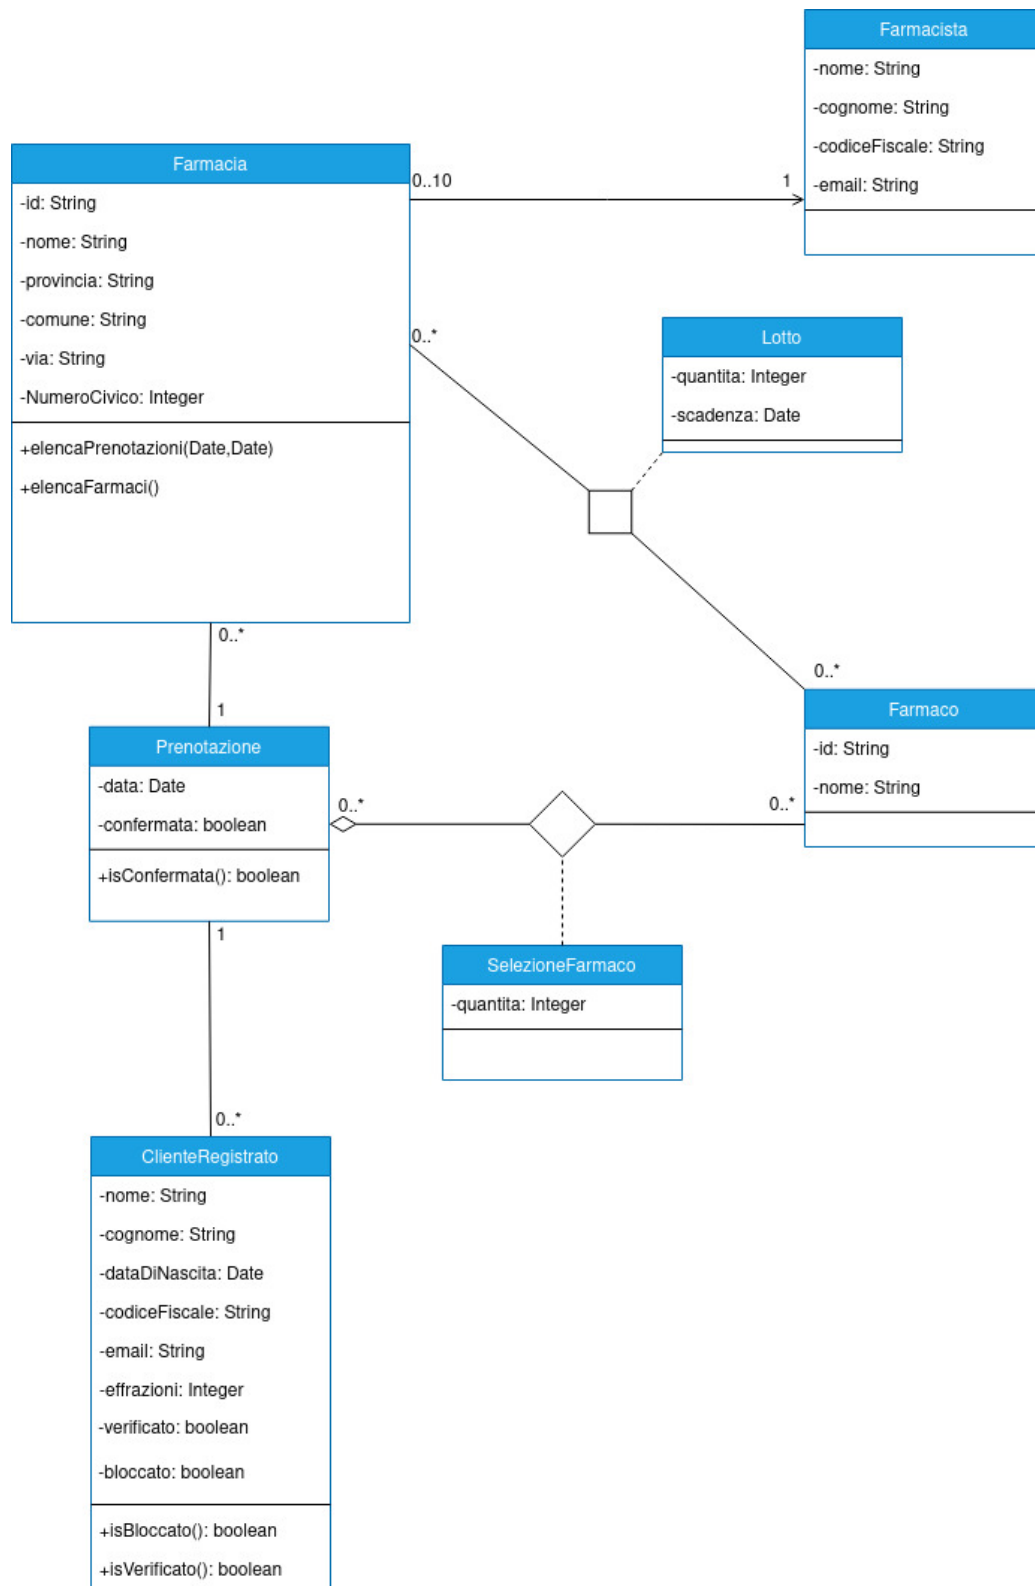 Farmacista
-nome: String
-cognome: String
-codiceFiscale: String
-email: String
Farmacia
-id: String
-nome: String
-provincia: String
-comune: String
-via: String
-NumeroCivico: Integer
+elencaPrenotazioni(Date,Date)
+elencaFarmaci()
0..10
1
0..*
Lotto
-quantita: Integer
-scadenza: Date
0..*
0..*
1
Farmaco
-id: String
-nome: String
Prenotazione
-data: Date
-confermata: boolean
+isConfermata(): boolean
0..*
0..*
1
SelezioneFarmaco
-quantita: Integer
0..*
ClienteRegistrato
-nome: String
-cognome: String
-dataDiNascita: Date
-codiceFiscale: String
-email: String
-effrazioni: Integer
-verificato: boolean
-bloccato: boolean
+isBloccato(): boolean
+isVerificato(): boolean